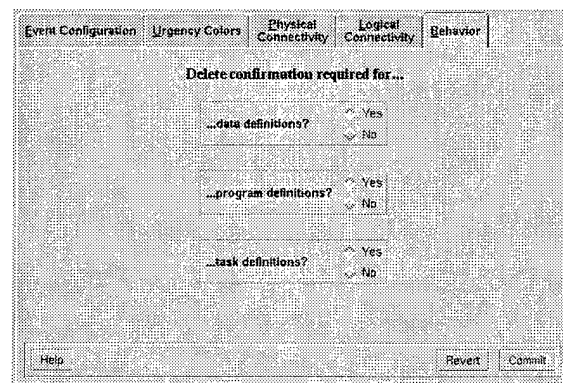 Event Configuration
Urgency Colors
Physical
Connectivity
Logical
Connectivity
Behavior
Delete confirmation required for...
...data definitions?
Yes
No
...program definitions?
Yes
No
...task definitions?
Yes
No
Help
Revert
Commit